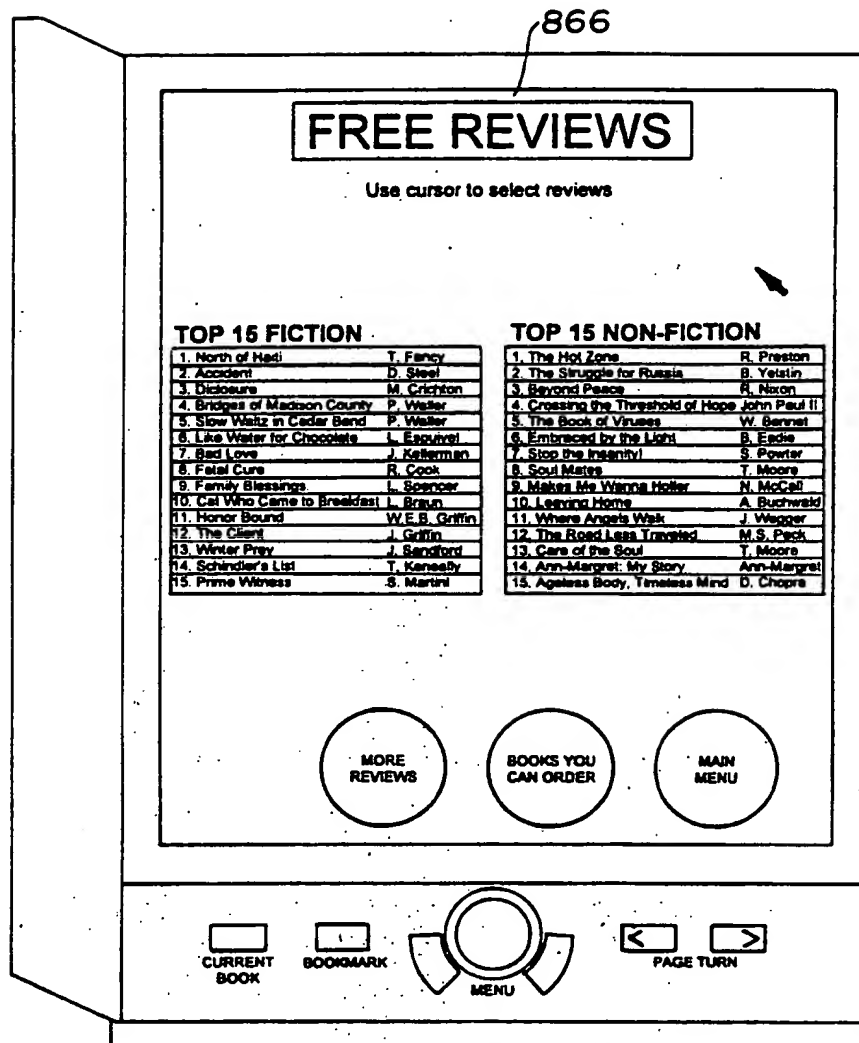 866
FREE REVIEWS
Use cursor to select reviews
TOP 15 FICTION
1. North of Hadi T. Fancy
2. Accident D. Steel
3. Diclosure M. Crichton
4. Bridges of Madison County P. Waller
5. Slow Waltz in Cedar Bend P. Waller
6. Like Water for Chocolate L. Esquivel
7. Bad Love J. Kellerman
8. Fatal Cure R. Cook
9. Family Blessings L. Spencer
10. Cat Who Came to Breakfast L. Braun
11. Honor Bound W.E.B. Griffin
12. The Client J. Griffin
13. Winter Prey J. Sandford
14. Schindler's List T. Keneally
15. Prime Witness S. Martini
TOP 15 NON-FICTION
1. The Hot Zone R. Preston
2. The Struggle for Russia B. Yelstin
3. Beyond Peace R. Nixon
4. Crossing the Threshold of Hope John Paul II
5. The Book of Viruses W. Bennet
6. Embraced by the Light B. Eadie
7. Stop the Insanity! S. Powter
8. Soul Mates T. Moore
9. Makes Me Wanna Holler N. McCall
10. Leaving Home A. Buchwald
11. Where Angels Walk J. Wagger
12. The Road Less Traveled M.S. Peck
13. Care of the Soul T. Moore
14. Ann-Margret: My Story Ann-Margret
15. Ageless Body, Timeless Mind D. Chopra
MORE
REVIEWS
BOOKS YOU
CAN ORDER
MAIN
MENU
CURRENT
BOOK
BOOKMARK
MENU
< >
PAGE TURN